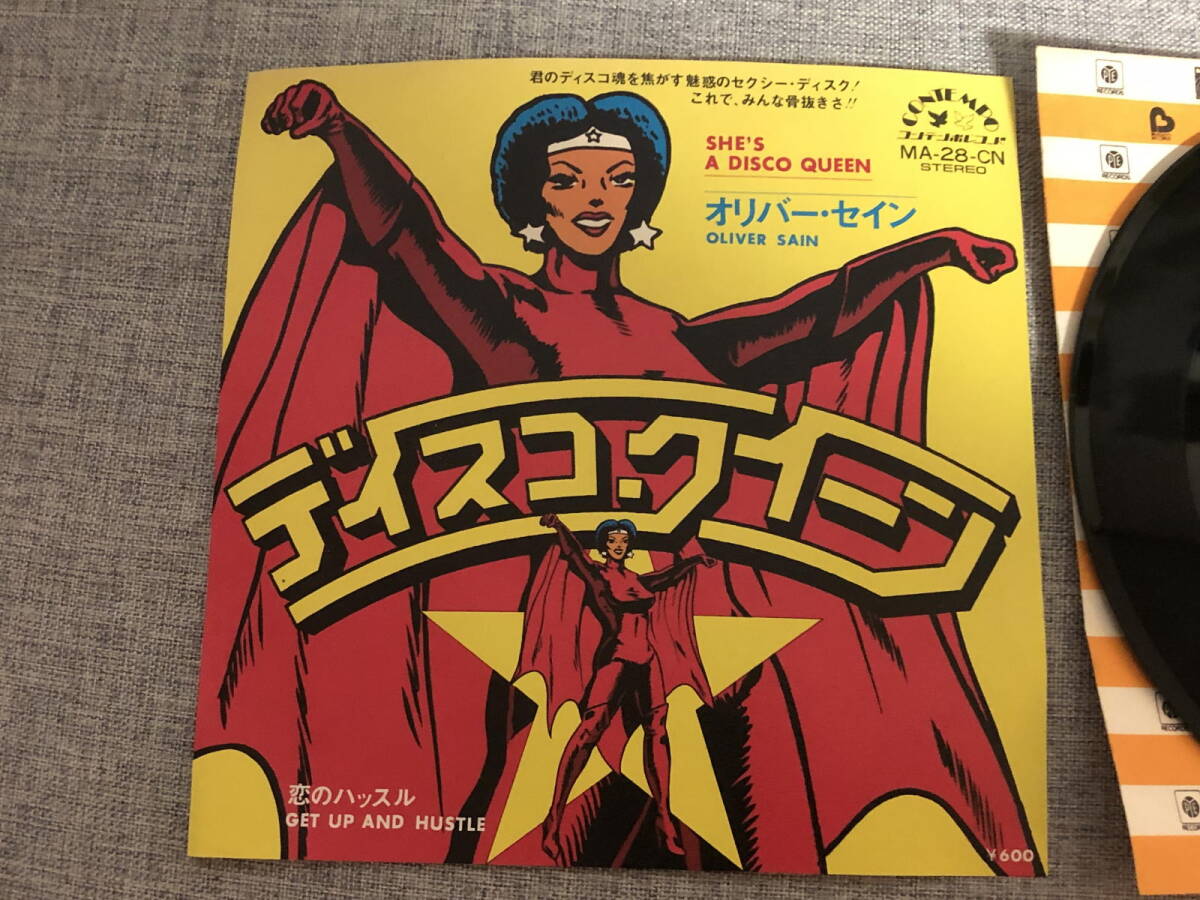 君のディスコ魂を焦がす魅惑のセクシー・ディスク!
これで、みんな骨抜きさ!!
CONTEMPO
コンテンポレコード
MA-28-CN
STEREO
SHE'S
A DISCO QUEEN
オリバー・セイン
OLIVER SAIN
ディスコ・クイーン
恋のハッスル
GET UP AND HUSTLE
¥600
PYE
RECORDS
PYE
RECORDS